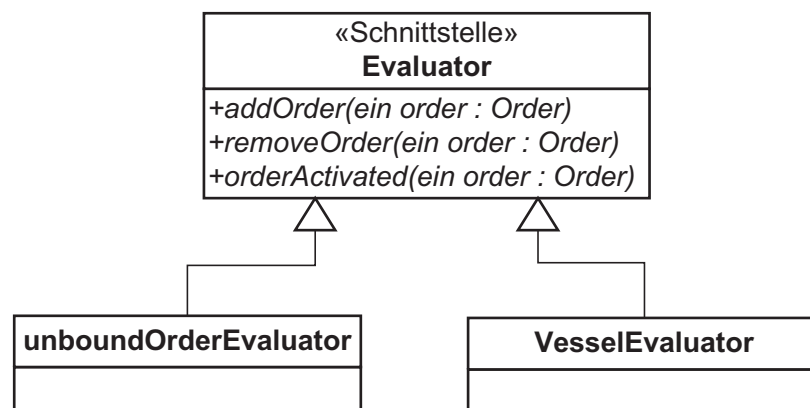 «Schnittstelle»
Evaluator
+addOrder(ein order : Order)
+removeOrder(ein order : Order)
+orderActivated(ein order : Order)
unboundOrderEvaluator
VesselEvaluator